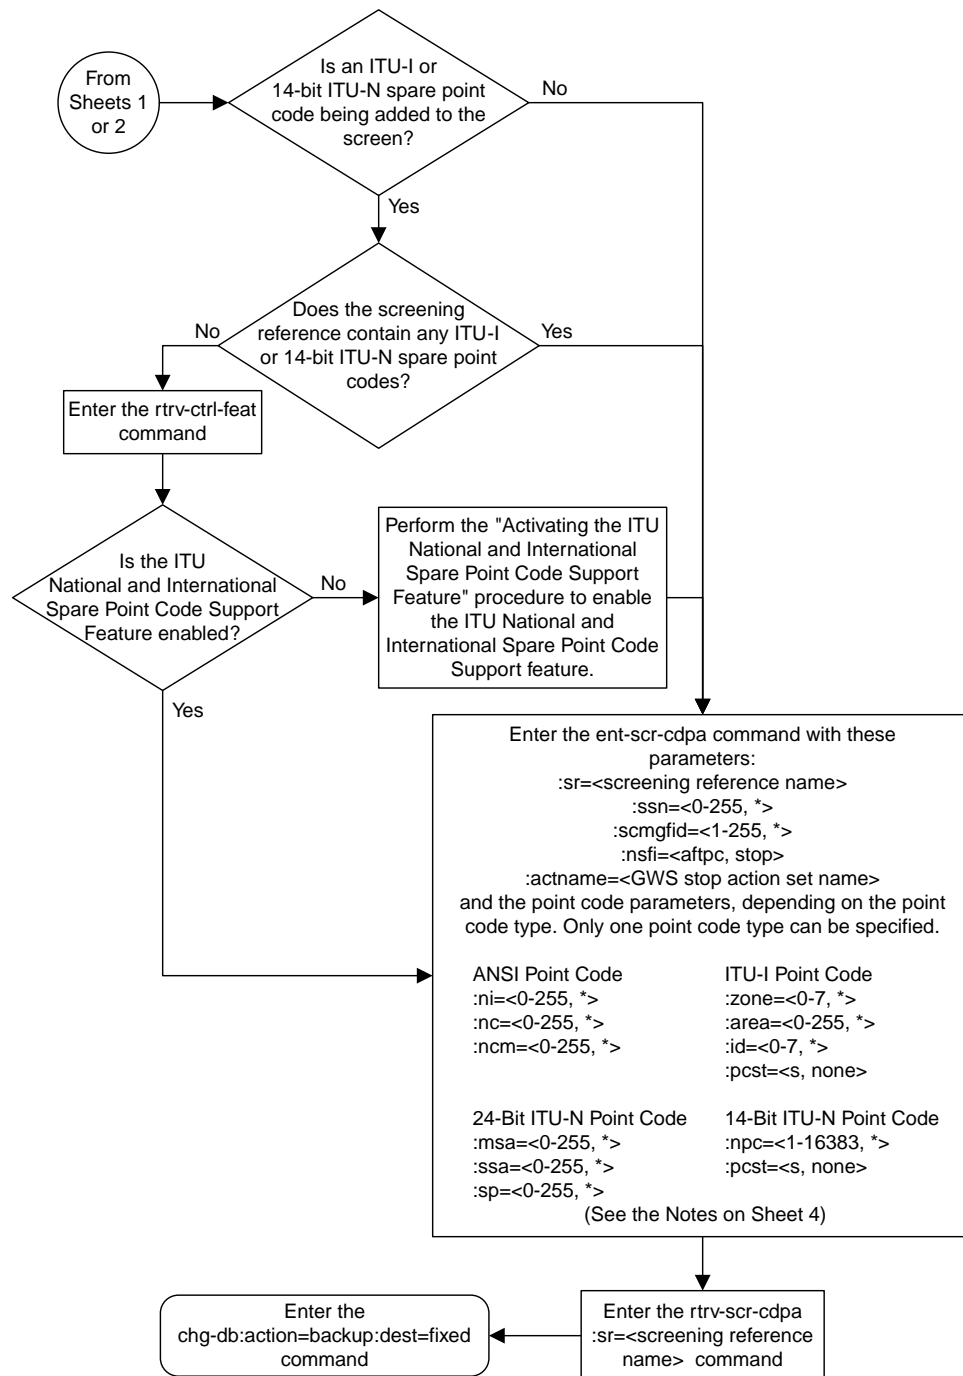 From
Sheets 1
or 2
Is an ITU-I or
14-bit ITU-N spare point
code being added to the
screen?
No
Yes
Does the screening
reference contain any ITU-I
or 14-bit ITU-N spare point
codes?
No
Yes
Enter the rtrv-ctrl-feat
command
Is the ITU
National and International
Spare Point Code Support
Feature enabled?
No
Yes
Perform the "Activating the ITU
National and International
Spare Point Code Support
Feature" procedure to enable
the ITU National and
International Spare Point Code
Support feature.
Enter the ent-scr-cdpa command with these
parameters:
:sr=<screening reference name>
:ssn=<0-255, *>
:scmgfid=<1-255, *>
:nsfi=<aftpc, stop>
:actname=<GWS stop action set name>
and the point code parameters, depending on the point
code type. Only one point code type can be specified.
ANSI Point Code
:ni=<0-255, *>
:nc=<0-255, *>
:ncm=<0-255, *>
ITU-I Point Code
:zone=<0-7, *>
:area=<0-255, *>
:id=<0-7, *>
:pcst=<s, none>
24-Bit ITU-N Point Code
:msa=<0-255, *>
:ssa=<0-255, *>
:sp=<0-255, *>
14-Bit ITU-N Point Code
:npc=<1-16383, *>
:pcst=<s, none>
(See the Notes on Sheet 4)
Enter the rtrv-scr-cdpa
:sr=<screening reference
name> command
Enter the
chg-db:action=backup:dest=fixed
command